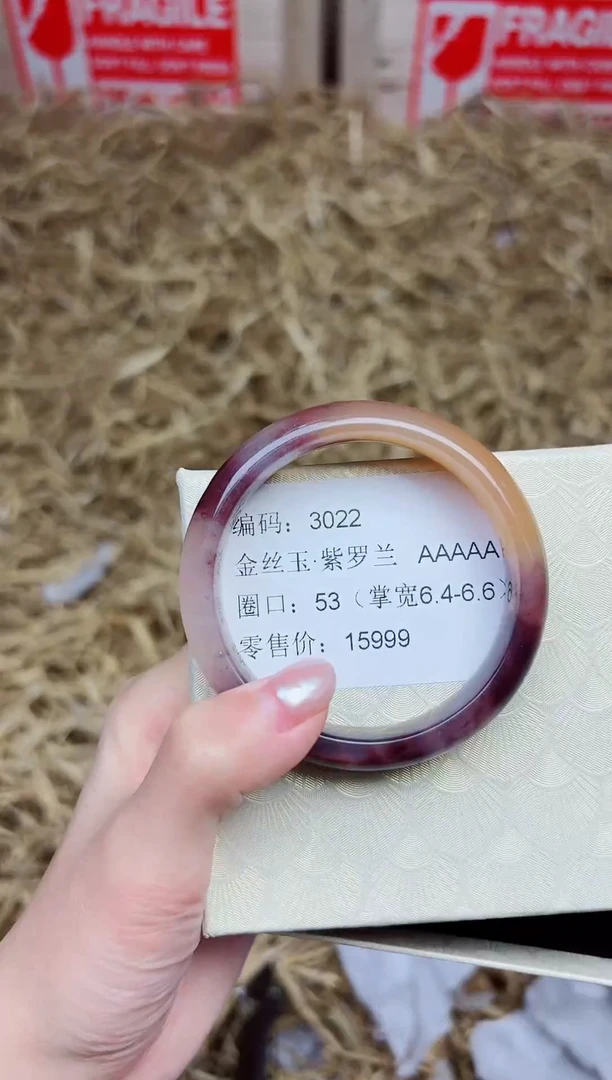 FRAGILE
FRAGILE
编码：3022
金丝玉·紫罗兰 AAAAA
圈口：53（掌宽6.4-6.6）
零售价：15999